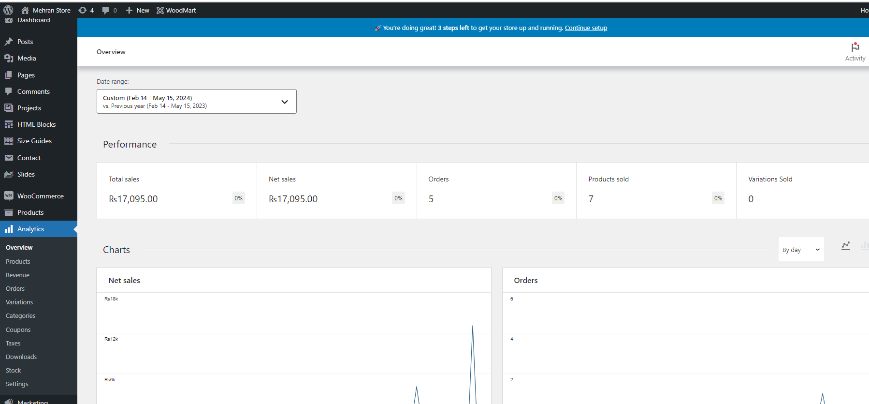 Mehran Store 4 0 New WoodMart
Dashboard
Posts
Media
Pages
Comments
Projects
HTML Blocks
Size Guides
Contact
Slides
WooCommerce
Products
Analytics
Overview
Products
Revenue
Orders
Variations
Categories
Coupons
Taxes
Downloads
Stock
Settings
Marketing
You're doing great! 3 steps left to get your store up and running. Continue setup
Overview
Activity
Date range:
Custom (Feb 14 - May 15, 2024)
vs. Previous year (Feb 14 - May 15, 2023)
Performance
Total sales
₨17,095.00 0%
Net sales
₨17,095.00 0%
Orders
5 0%
Products sold
7 0%
Variations Sold
0
Charts
By day
Net sales
₨18k
₨12k
Orders
6
4
2